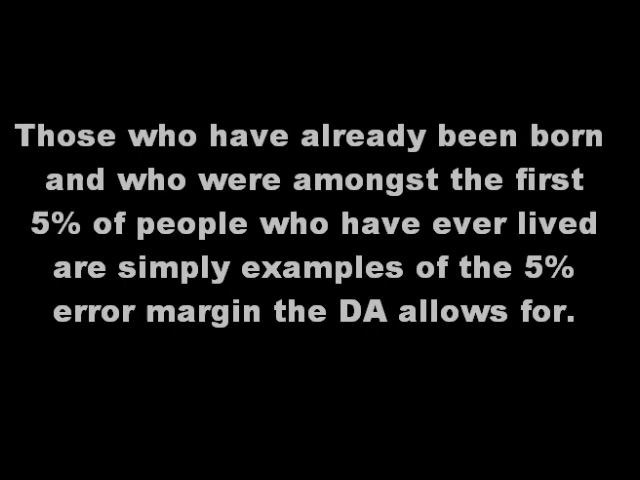 Those who have already been born
and who were amongst the first
5% of people who have ever lived
are simply examples of the 5%
error margin the DA allows for.